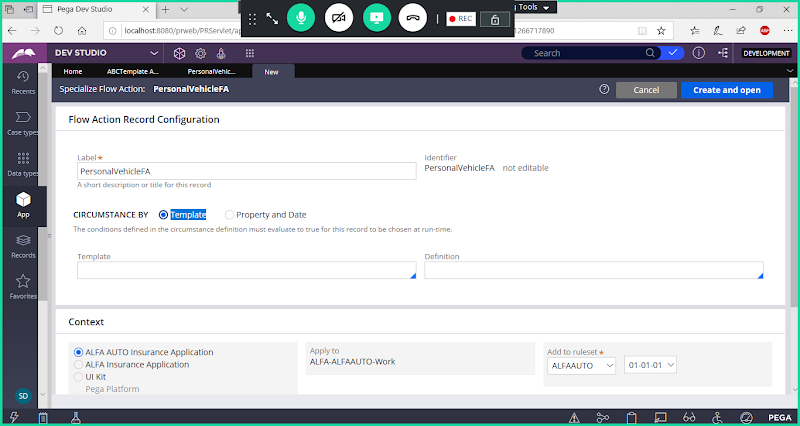 Pega Dev Studio
g Tools
localhost:8080/prweb/PRServlet/ap
1266717890
REC
ABP
DEV STUDIO
Search
DEVELOPMENT
Home
ABCTemplate A...
PersonalVehic...
New
Specialize Flow Action: PersonalVehicleFA
Cancel
Create and open
Recents
Case types
Data types
App
Records
Favorites
SD
Flow Action Record Configuration
Label
Identifier
PersonalVehicleFA
PersonalVehicleFA not editable
A short description or title for this record
CIRCUMSTANCE BY Template Property and Date
The conditions defined in the circumstance definition must evaluate to true for this record to be chosen at run-time.
Template
Definition
Context
ALFA AUTO Insurance Application
ALFA Insurance Application
UI Kit
Pega Platform
Apply to
ALFA-ALFAAUTO-Work
Add to ruleset
ALFAAUTO
01-01-01
PEGA